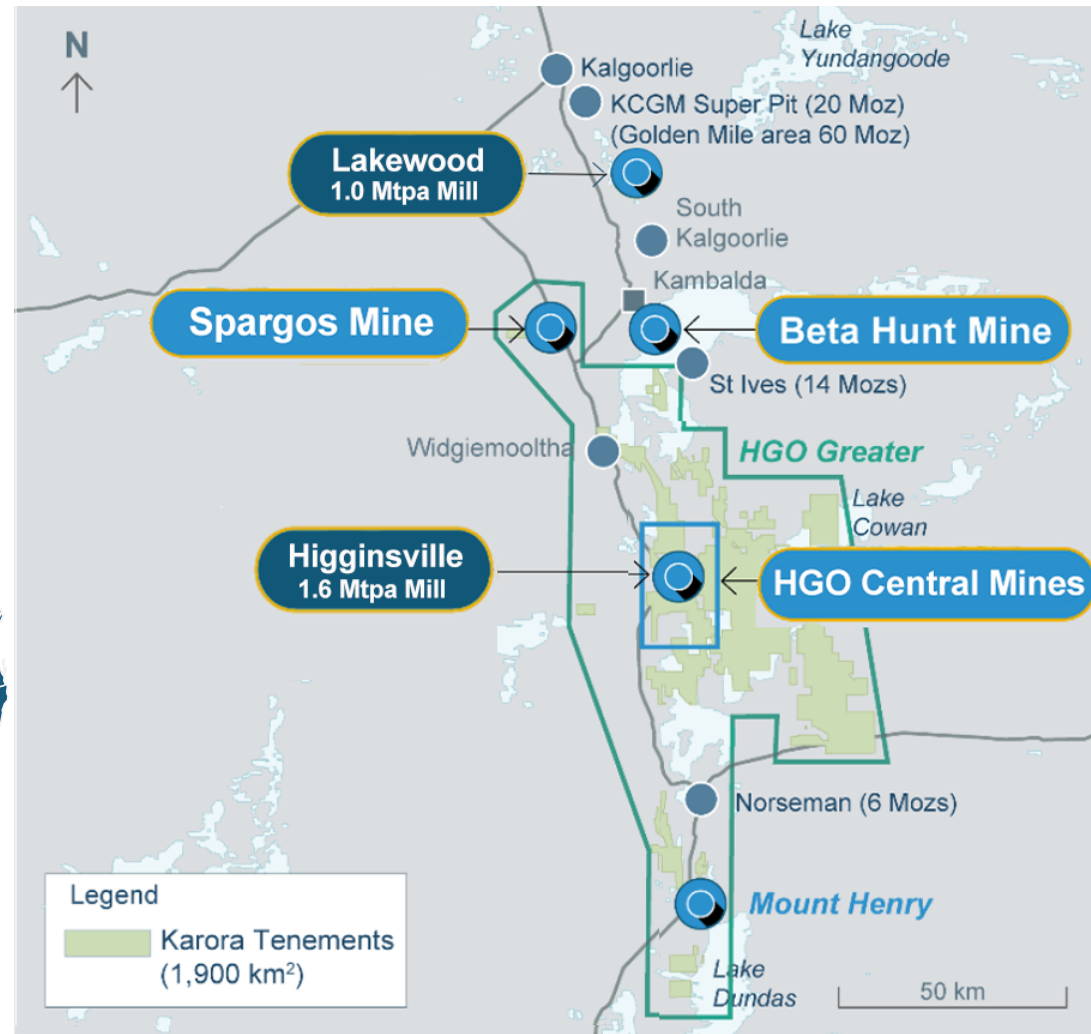 N
Lake
Yundangoode
Kalgoorlie
KCGM Super Pit (20 Moz)
(Golden Mile area 60 Moz)
Lakewood
1.0 Mtpa Mill
South
Kalgoorlie
Kambalda
Spargos Mine
Beta Hunt Mine
St Ives (14 Mozs)
Widgiemooltha
HGO Greater
Lake
Cowan
Higginsville
1.6 Mtpa Mill
HGO Central Mines
Norseman (6 Mozs)
Mount Henry
Legend
Karora Tenements
(1,900 km²)
Lake
Dundas
50 km